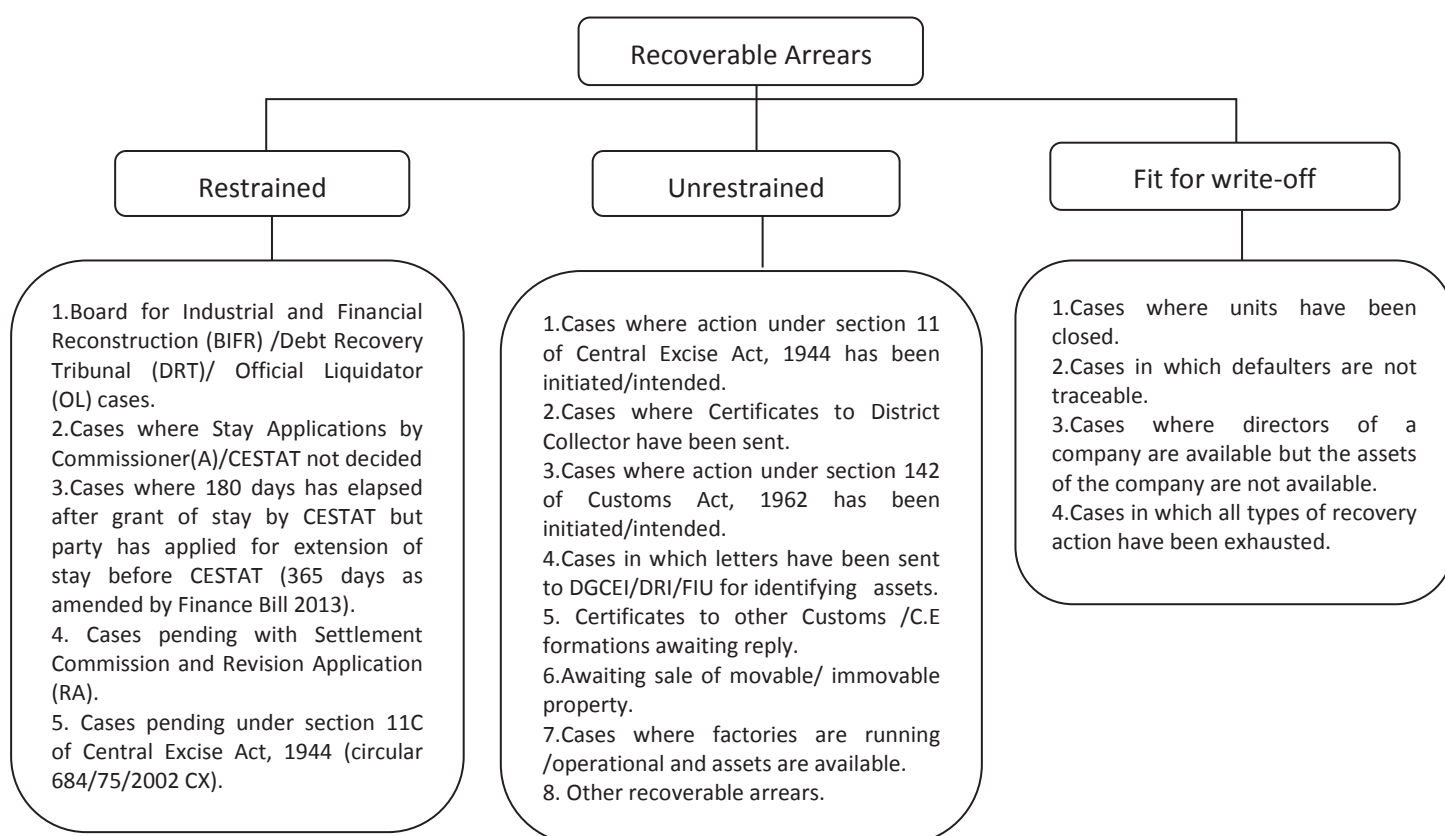 Recoverable Arrears
Restrained
Unrestrained
Fit for write-off
1.Board for Industrial and Financial
Reconstruction (BIFR) /Debt Recovery
Tribunal (DRT)/ Official Liquidator
(OL) cases.
2.Cases where Stay Applications by
Commissioner(A)/CESTAT not decided
3.Cases where 180 days has elapsed
after grant of stay by CESTAT but
party has applied for extension of
stay before CESTAT (365 days as
amended by Finance Bill 2013).
4. Cases pending with Settlement
Commission and Revision Application
(RA).
5. Cases pending under section 11C
of Central Excise Act, 1944 (circular
684/75/2002 CX).
1.Cases where action under section 11
of Central Excise Act, 1944 has been
initiated/intended.
2.Cases where Certificates to District
Collector have been sent.
3.Cases where action under section 142
of Customs Act, 1962 has been
initiated/intended.
4.Cases in which letters have been sent
to DGCEI/DRI/FIU for identifying assets.
5. Certificates to other Customs /C.E
formations awaiting reply.
6.Awaiting sale of movable/ immovable
property.
7.Cases where factories are running
/operational and assets are available.
8. Other recoverable arrears.
1.Cases where units have been
closed.
2.Cases in which defaulters are not
traceable.
3.Cases where directors of a
company are available but the assets
of the company are not available.
4.Cases in which all types of recovery
action have been exhausted.